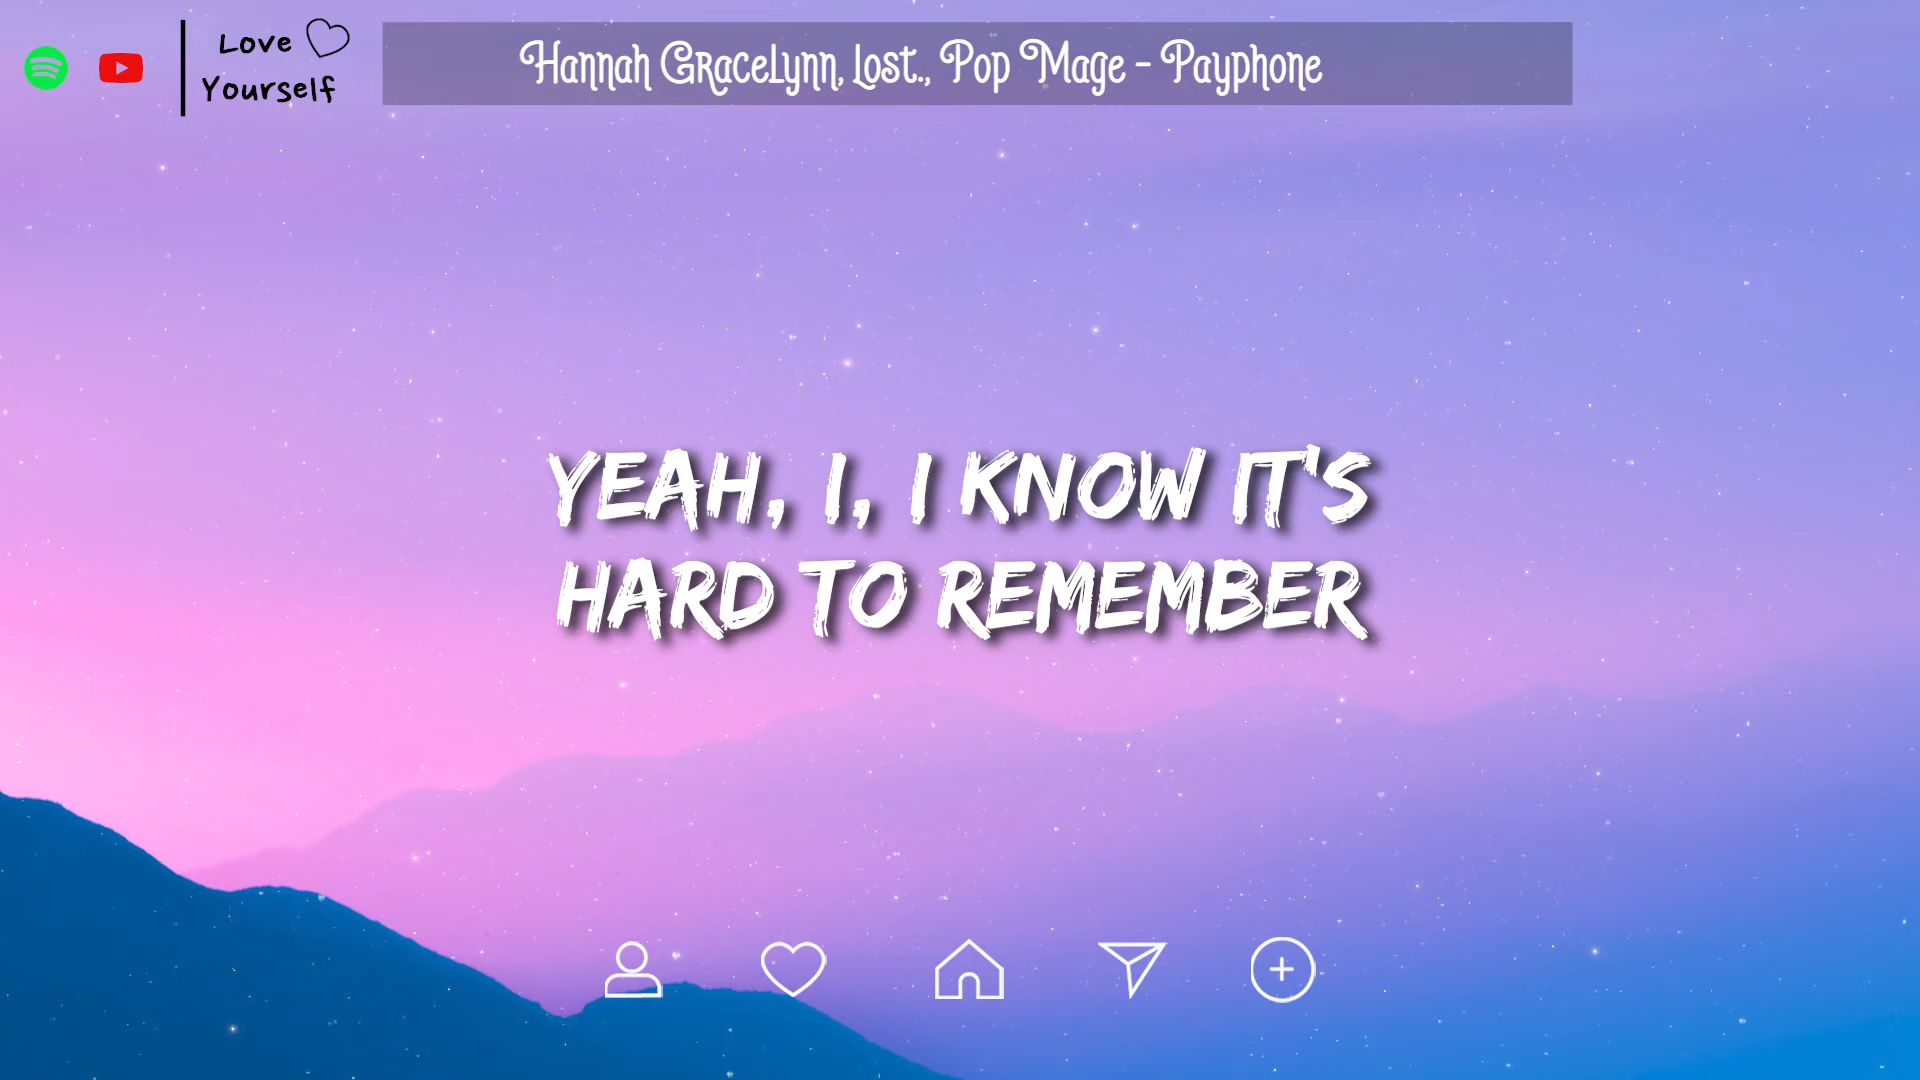 Love
Yourself
Hannah Gracelynn, Lost., Pop Mage - Payphone
YEAH, I, I KNOW IT'S
HARD TO REMEMBER